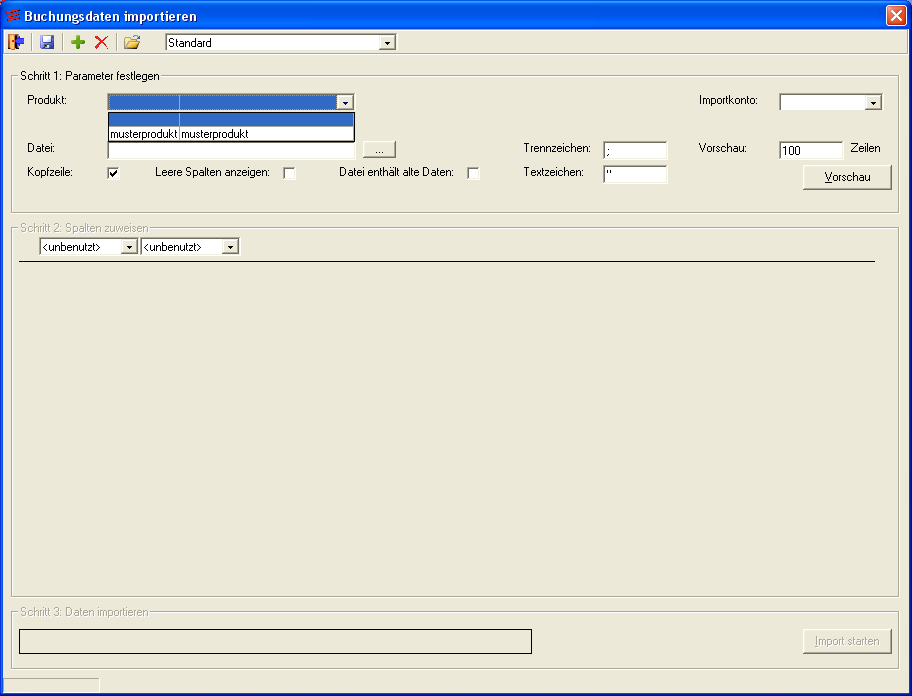 Buchungsdaten importieren
Standard
Schritt 1: Parameter festlegen
Produkt:
Importkonto:
musterprodukt musterprodukt
Datei: ... Trennzeichen: ; Vorschau: 100 Zeilen
Kopfzeile: Leere Spalten anzeigen: Datei enthält alte Daten: Textzeichen: "
Vorschau
Schritt 2: Spalten zuweisen
<unbenutzt> <unbenutzt>
Schritt 3: Daten importieren
Import starten